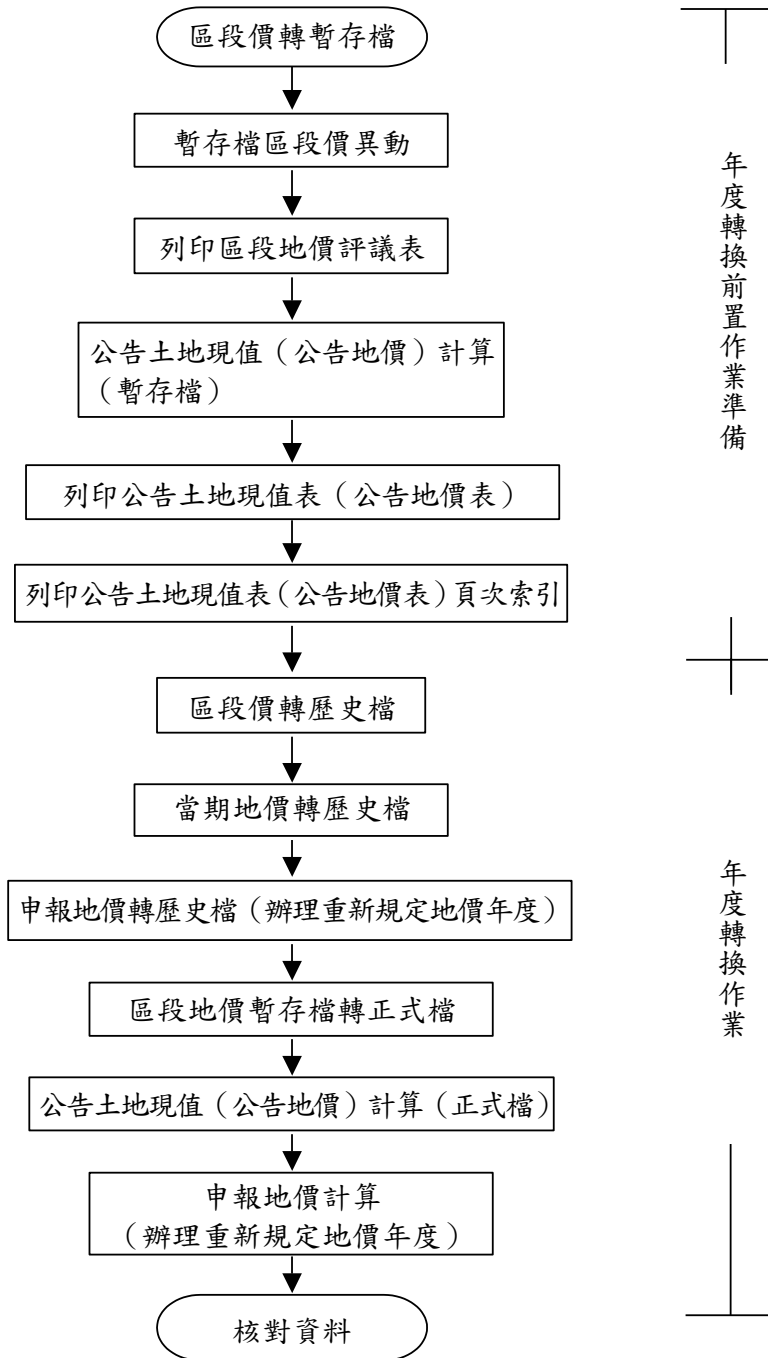 區段價轉暫存檔
暫存檔區段價異動
列印區段地價評議表
公告土地現值（公告地價）計算
（暫存檔）
列印公告土地現值表（公告地價表）
列印公告土地現值表（公告地價表）頁次索引
年度轉換前置作業準備
區段價轉歷史檔
當期地價轉歷史檔
申報地價轉歷史檔（辦理重新規定地價年度）
區段地價暫存檔轉正式檔
公告土地現值（公告地價）計算（正式檔）
申報地價計算
（辦理重新規定地價年度）
核對資料
年度轉換作業